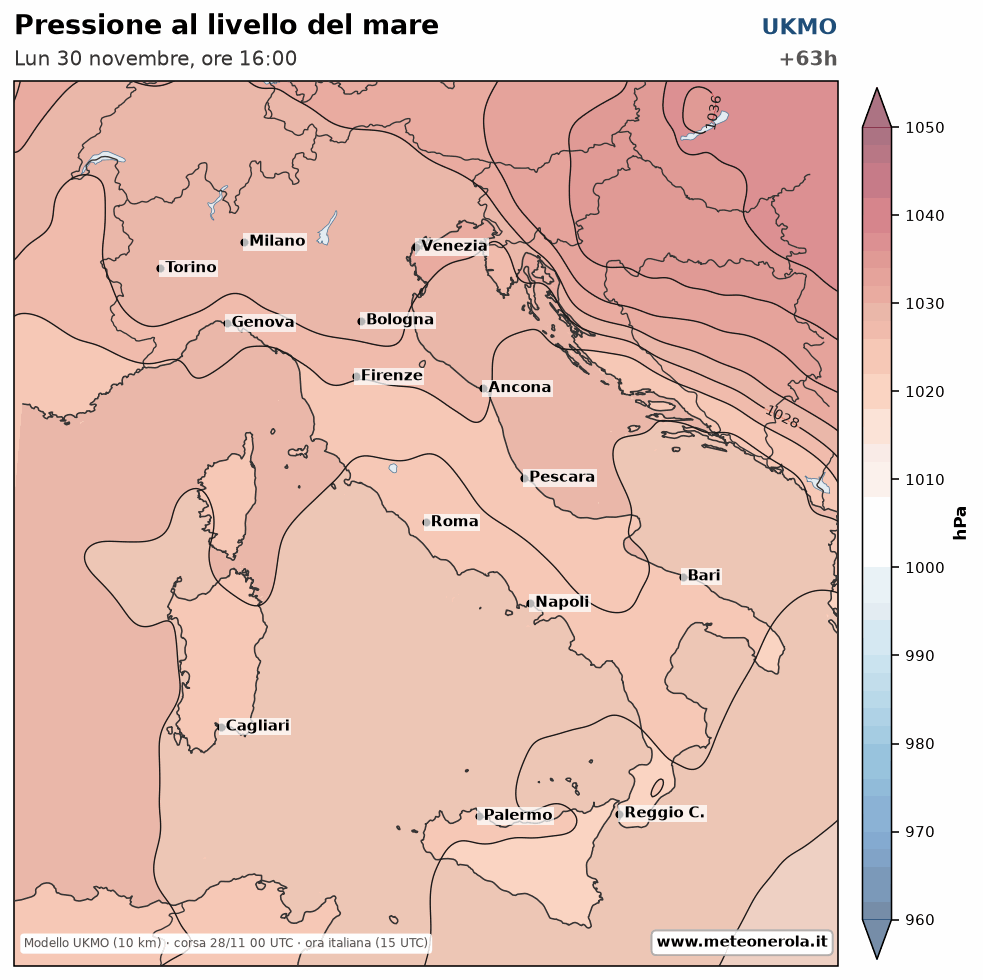 Pressione al livello del mare
UKMO
Lun 30 novembre, ore 16:00
+63h
1036
1050
1040
1030
1020
1010
1000
990
980
970
960
hPa
Milano
Venezia
Torino
Genova
Bologna
Firenze
Ancona
1028
Pescara
Roma
Bari
Napoli
Cagliari
Palermo
Reggio C.
Modello UKMO (10 km) · corsa 28/11 00 UTC · ora italiana (15 UTC)
www.meteonerola.it